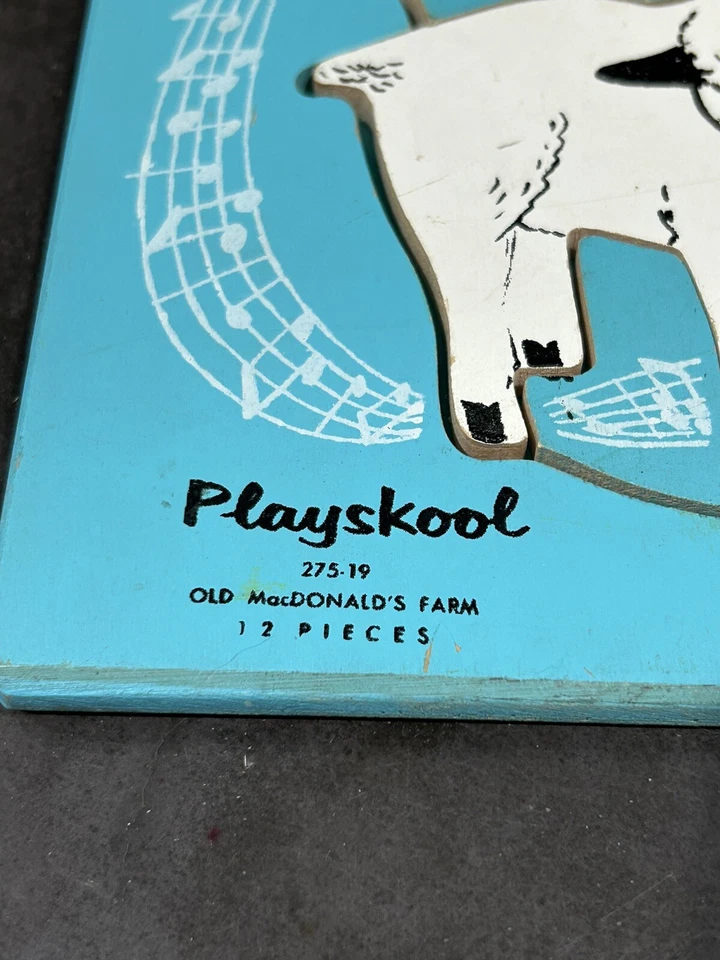 Playskool
275-19
OLD MacDONALD'S FARM
12 PIECES